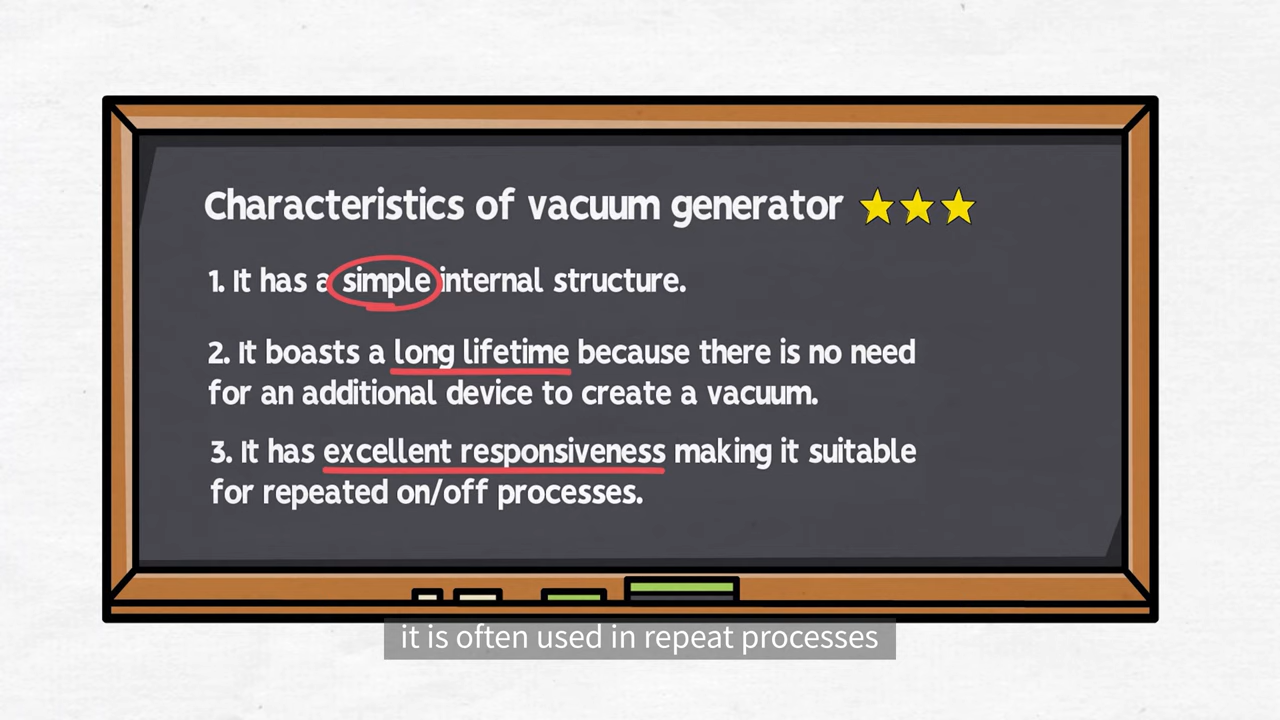 Characteristics of vacuum generator
1. It has a simple internal structure.
2. It boasts a long lifetime because there is no need
for an additional device to create a vacuum.
3. It has excellent responsiveness making it suitable
for repeated on/off processes.
it is often used in repeat processes